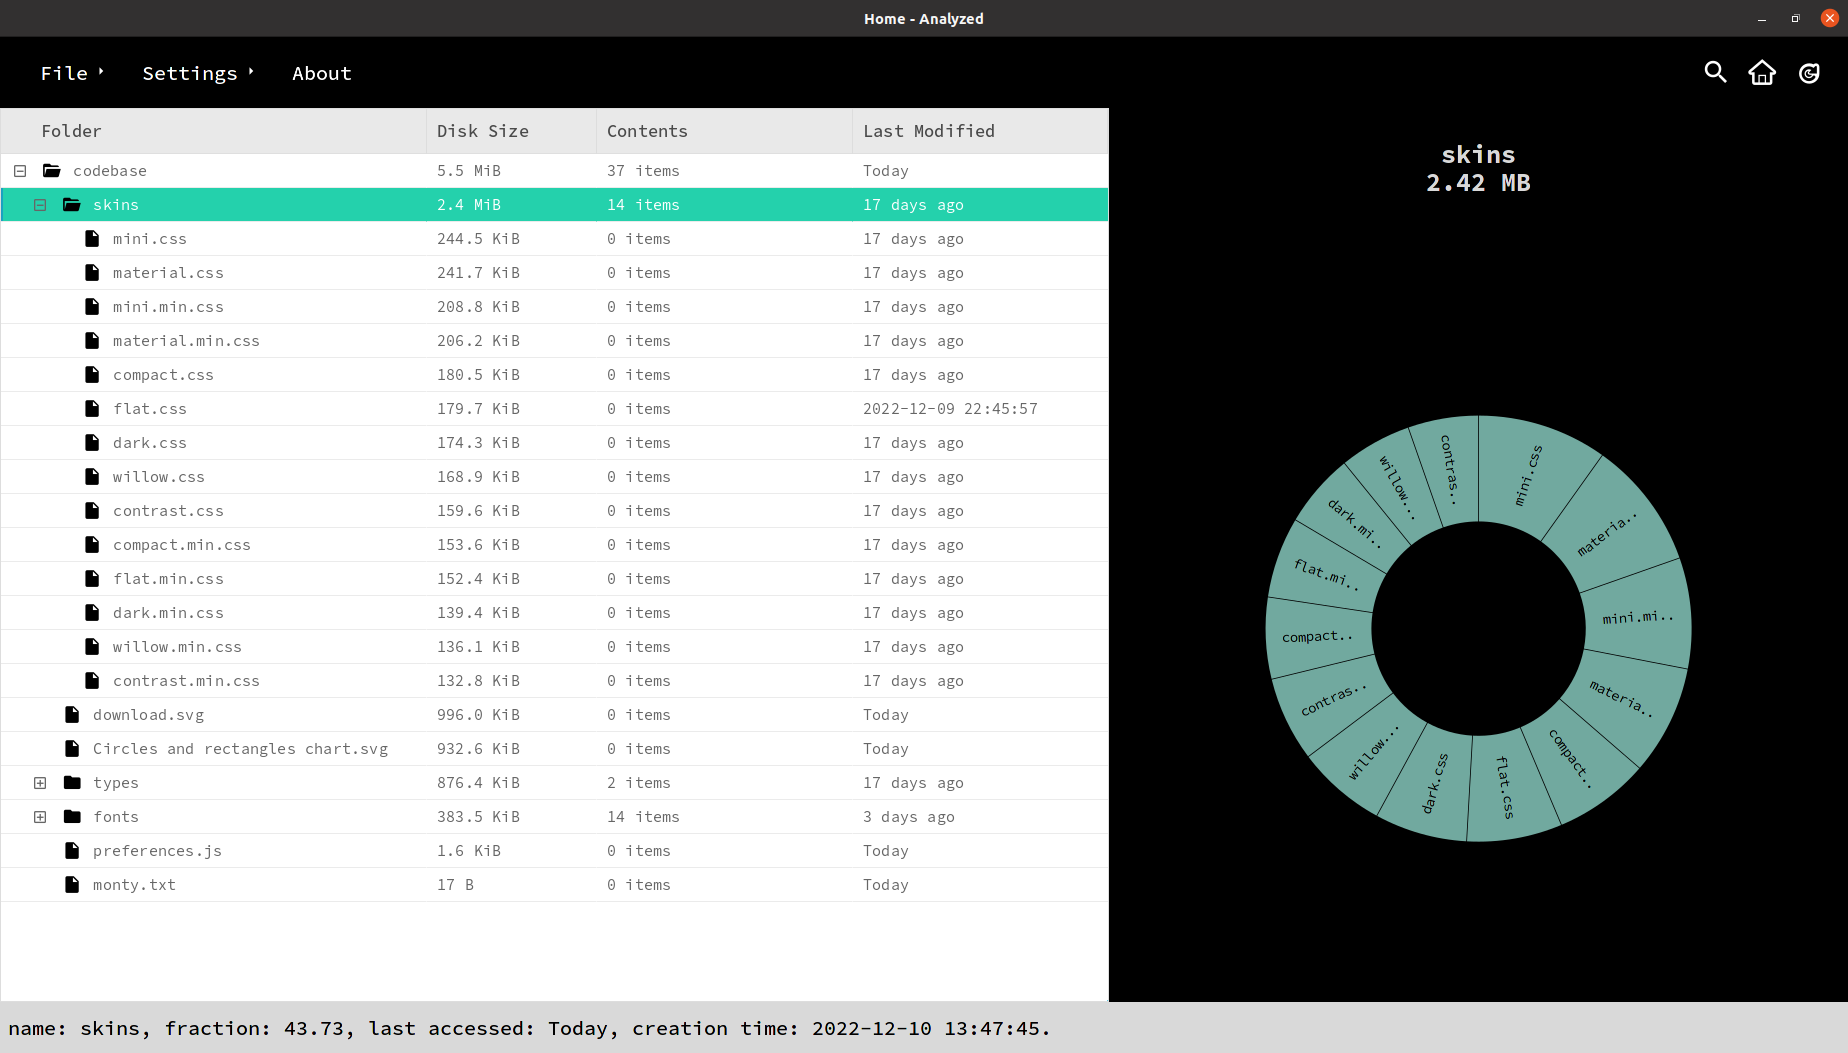 Home - Analyzed
File Settings About
Folder Disk Size Contents Last Modified
codebase 5.5 MiB 37 items Today
skins 2.4 MiB 14 items 17 days ago
mini.css 244.5 KiB 0 items 17 days ago
material.css 241.7 KiB 0 items 17 days ago
mini.min.css 208.8 KiB 0 items 17 days ago
material.min.css 206.2 KiB 0 items 17 days ago
compact.css 180.5 KiB 0 items 17 days ago
flat.css 179.7 KiB 0 items 2022-12-09 22:45:57
dark.css 174.3 KiB 0 items 17 days ago
willow.css 168.9 KiB 0 items 17 days ago
contrast.css 159.6 KiB 0 items 17 days ago
compact.min.css 153.6 KiB 0 items 17 days ago
flat.min.css 152.4 KiB 0 items 17 days ago
dark.min.css 139.4 KiB 0 items 17 days ago
willow.min.css 136.1 KiB 0 items 17 days ago
contrast.min.css 132.8 KiB 0 items 17 days ago
download.svg 996.0 KiB 0 items Today
Circles and rectangles chart.svg 932.6 KiB 0 items Today
types 876.4 KiB 2 items 17 days ago
fonts 383.5 KiB 14 items 3 days ago
preferences.js 1.6 KiB 0 items Today
monty.txt 17 B 0 items Today
skins
2.42 MB
mini.css
materia..
mini.mi..
materia..
compact..
flat.css
dark.css
willow...
contras..
compact..
flat.mi..
dark.mi..
willow...
contras..
name: skins, fraction: 43.73, last accessed: Today, creation time: 2022-12-10 13:47:45.